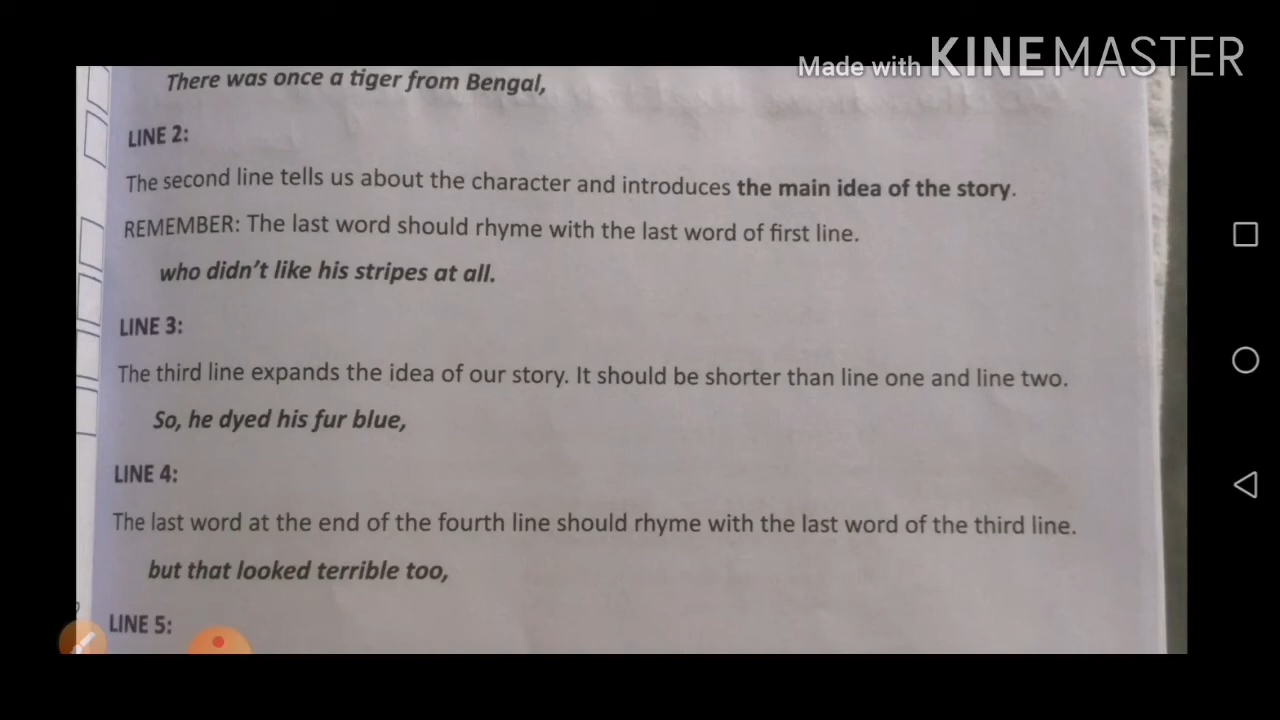 Made with KINEMASTER
There was once a tiger from Bengal,
LINE 2:
The second line tells us about the character and introduces the main idea of the story.
REMEMBER: The last word should rhyme with the last word of first line.
who didn't like his stripes at all.
LINE 3:
The third line expands the idea of our story. It should be shorter than line one and line two.
So, he dyed his fur blue,
LINE 4:
The last word at the end of the fourth line should rhyme with the last word of the third line.
but that looked terrible too,
LINE 5: